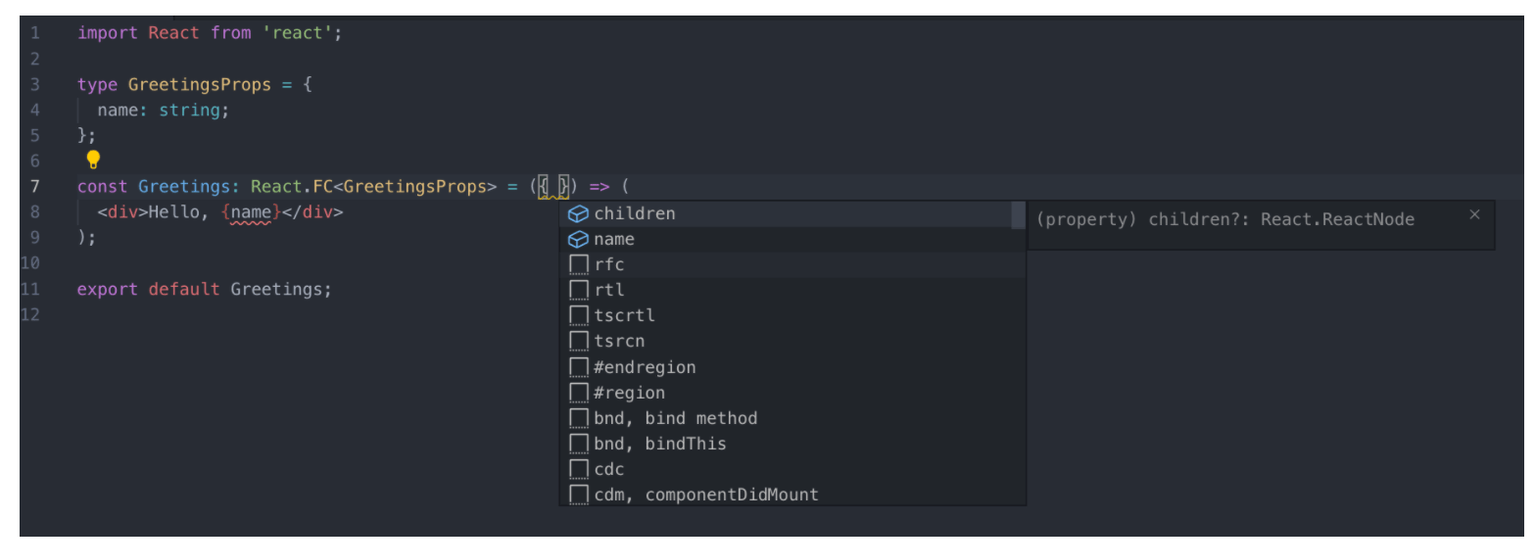 1 import React from 'react';
2
3 type GreetingsProps = {
4 name: string;
5 };
6
7 const Greetings: React.FC<GreetingsProps> = ({ }) => (
8 <div>Hello, {name}</div>
children
(property) children?: React.ReactNode ×
9 );
name
10
rfc
11 export default Greetings;
rtl
12
tscrtl
tsrcn
#endregion
#region
bnd, bind method
bnd, bindThis
cdc
cdm, componentDidMount